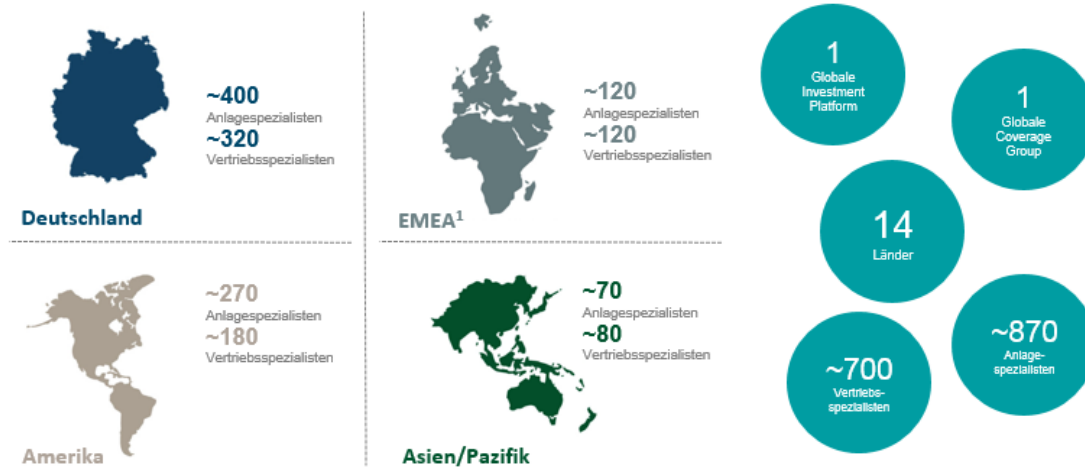 ~400
Anlagespezialisten
~320
Vertriebsspezialisten
Deutschland
~120
Anlagespezialisten
~120
Vertriebsspezialisten
EMEA¹
~270
Anlagespezialisten
~180
Vertriebsspezialisten
Amerika
~70
Anlagespezialisten
~80
Vertriebsspezialisten
Asien/Pazifik
1
Globale
Investment
Platform
1
Globale
Coverage
Group
14
Länder
~700
Vertriebs-
spezialisten
~870
Anlage-
spezialisten